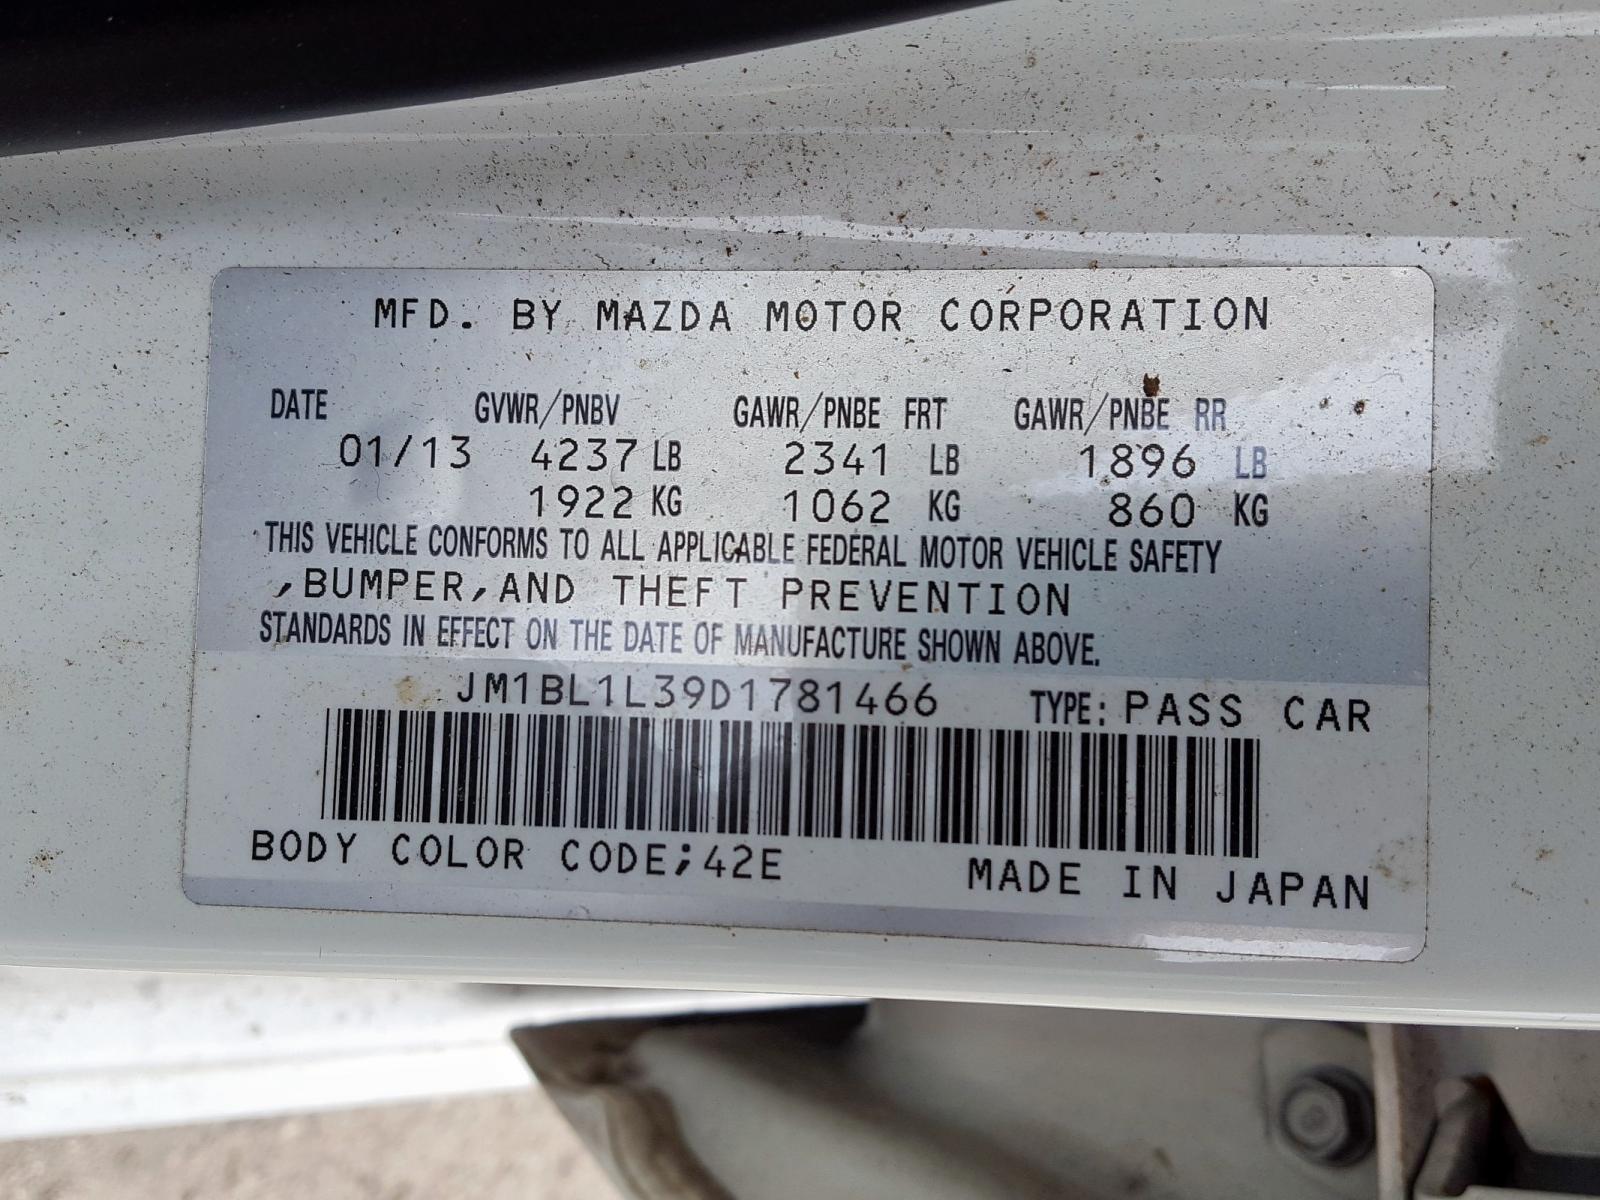 MFD. BY MAZDA MOTOR CORPORATION
DATE GVWR/PNBV GAWR/PNBE FRT GAWR/PNBE RR
01/13 4237 LB 2341 LB 1896 LB
1922 KG 1062 KG 860 KG
THIS VEHICLE CONFORMS TO ALL APPLICABLE FEDERAL MOTOR VEHICLE SAFETY
,BUMPER,AND THEFT PREVENTION
STANDARDS IN EFFECT ON THE DATE OF MANUFACTURE SHOWN ABOVE.
JM1BL1L39D1781466 TYPE: PASS CAR
BODY COLOR CODE;42E MADE IN JAPAN